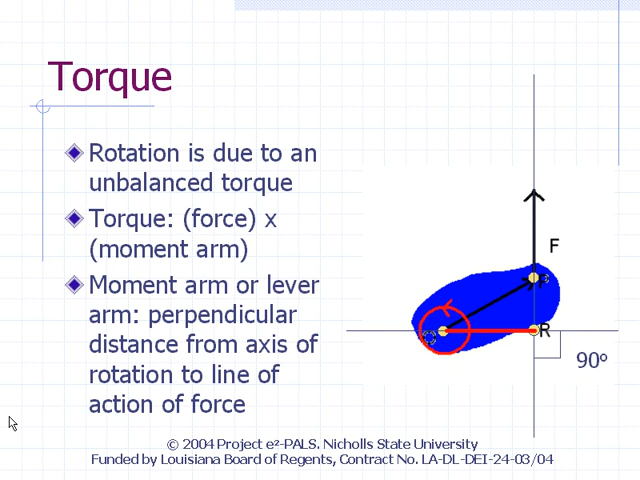 Torque
Rotation is due to an
unbalanced torque
Torque: (force) x
(moment arm)
Moment arm or lever
arm: perpendicular
distance from axis of
rotation to line of
action of force
F
P
O
R
90º
© 2004 Project e²-PALS. Nicholls State University
Funded by Louisiana Board of Regents, Contract No. LA-DL-DEI-24-03/04